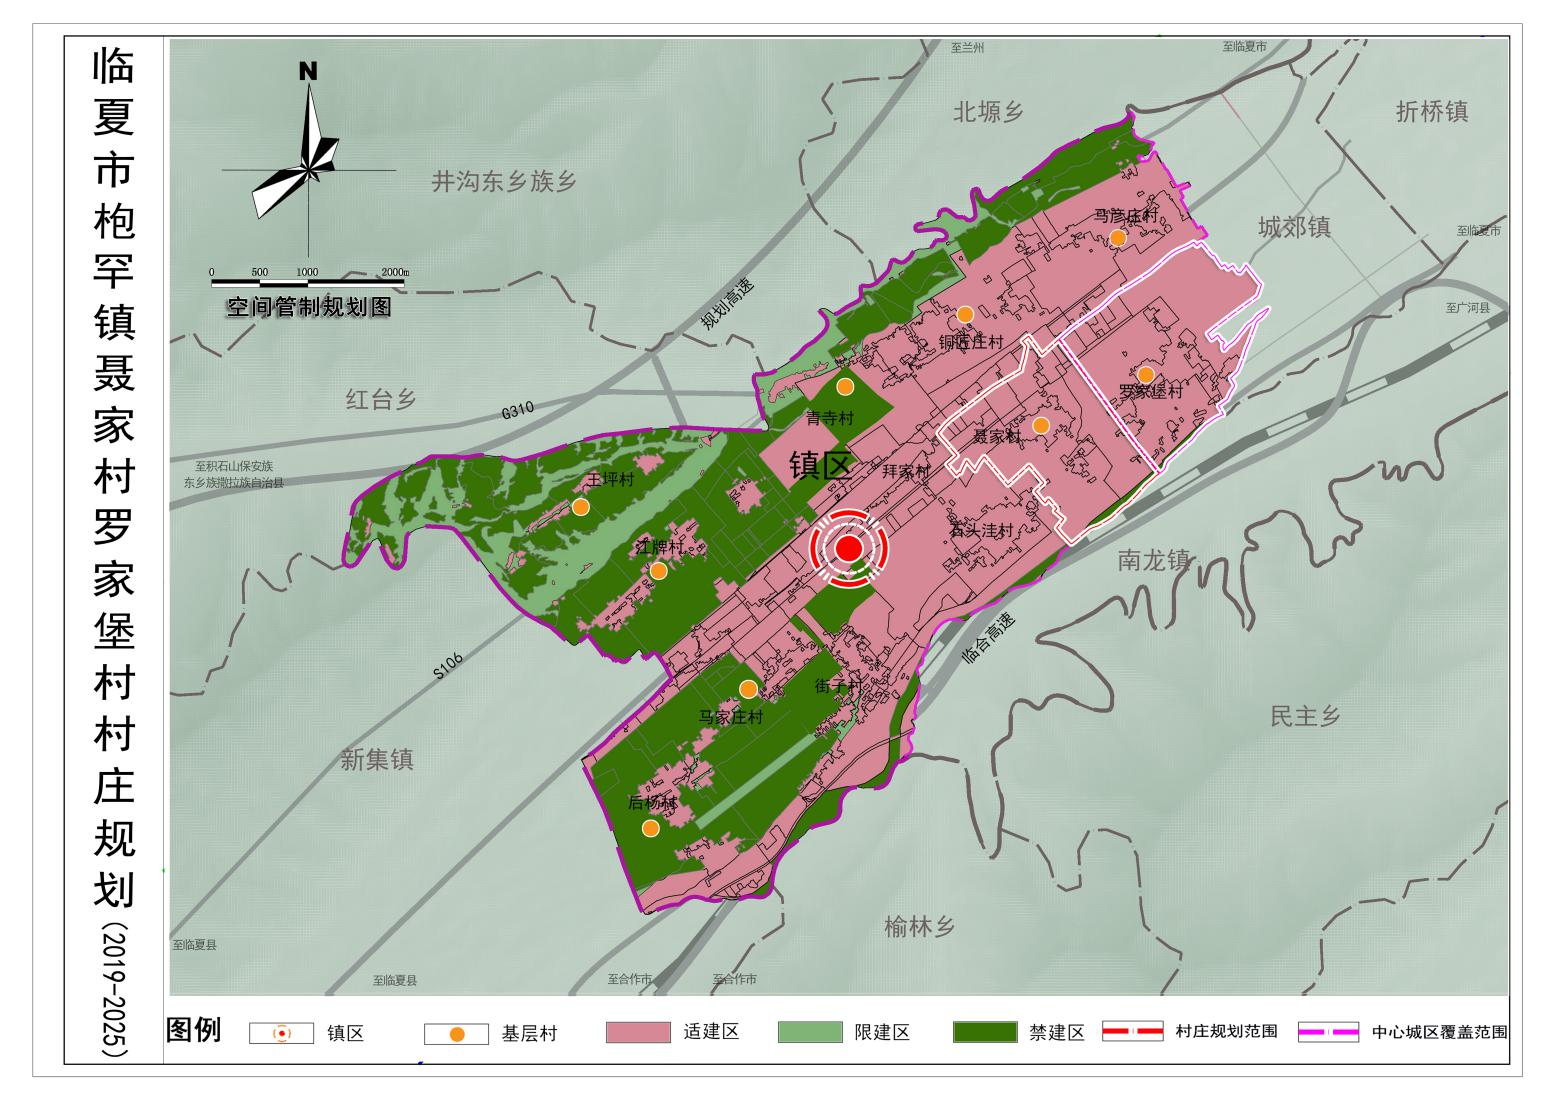 临夏市枹罕镇聂家村罗家堡村村庄规划(2019-2025)
N
0 500 1000 2000m
空间管制规划图
至兰州
至临夏市
北塬乡
折桥镇
井沟东乡族乡
马彦庄村
城郊镇
至临夏市
规划高速
至广河县
铜匠庄村
罗家堡村
红台乡
G310
青寺村
聂家村
镇区
拜家村
至积石山保安族
东乡族撒拉族自治县
王坪村
石头洼村
江牌村
南龙镇
临合高速
S106
街子村
马家庄村
民主乡
新集镇
后杨村
榆林乡
至临夏县
至临夏县
至合作市
至合作市
图例
镇区
基层村
适建区
限建区
禁建区
村庄规划范围
中心城区覆盖范围